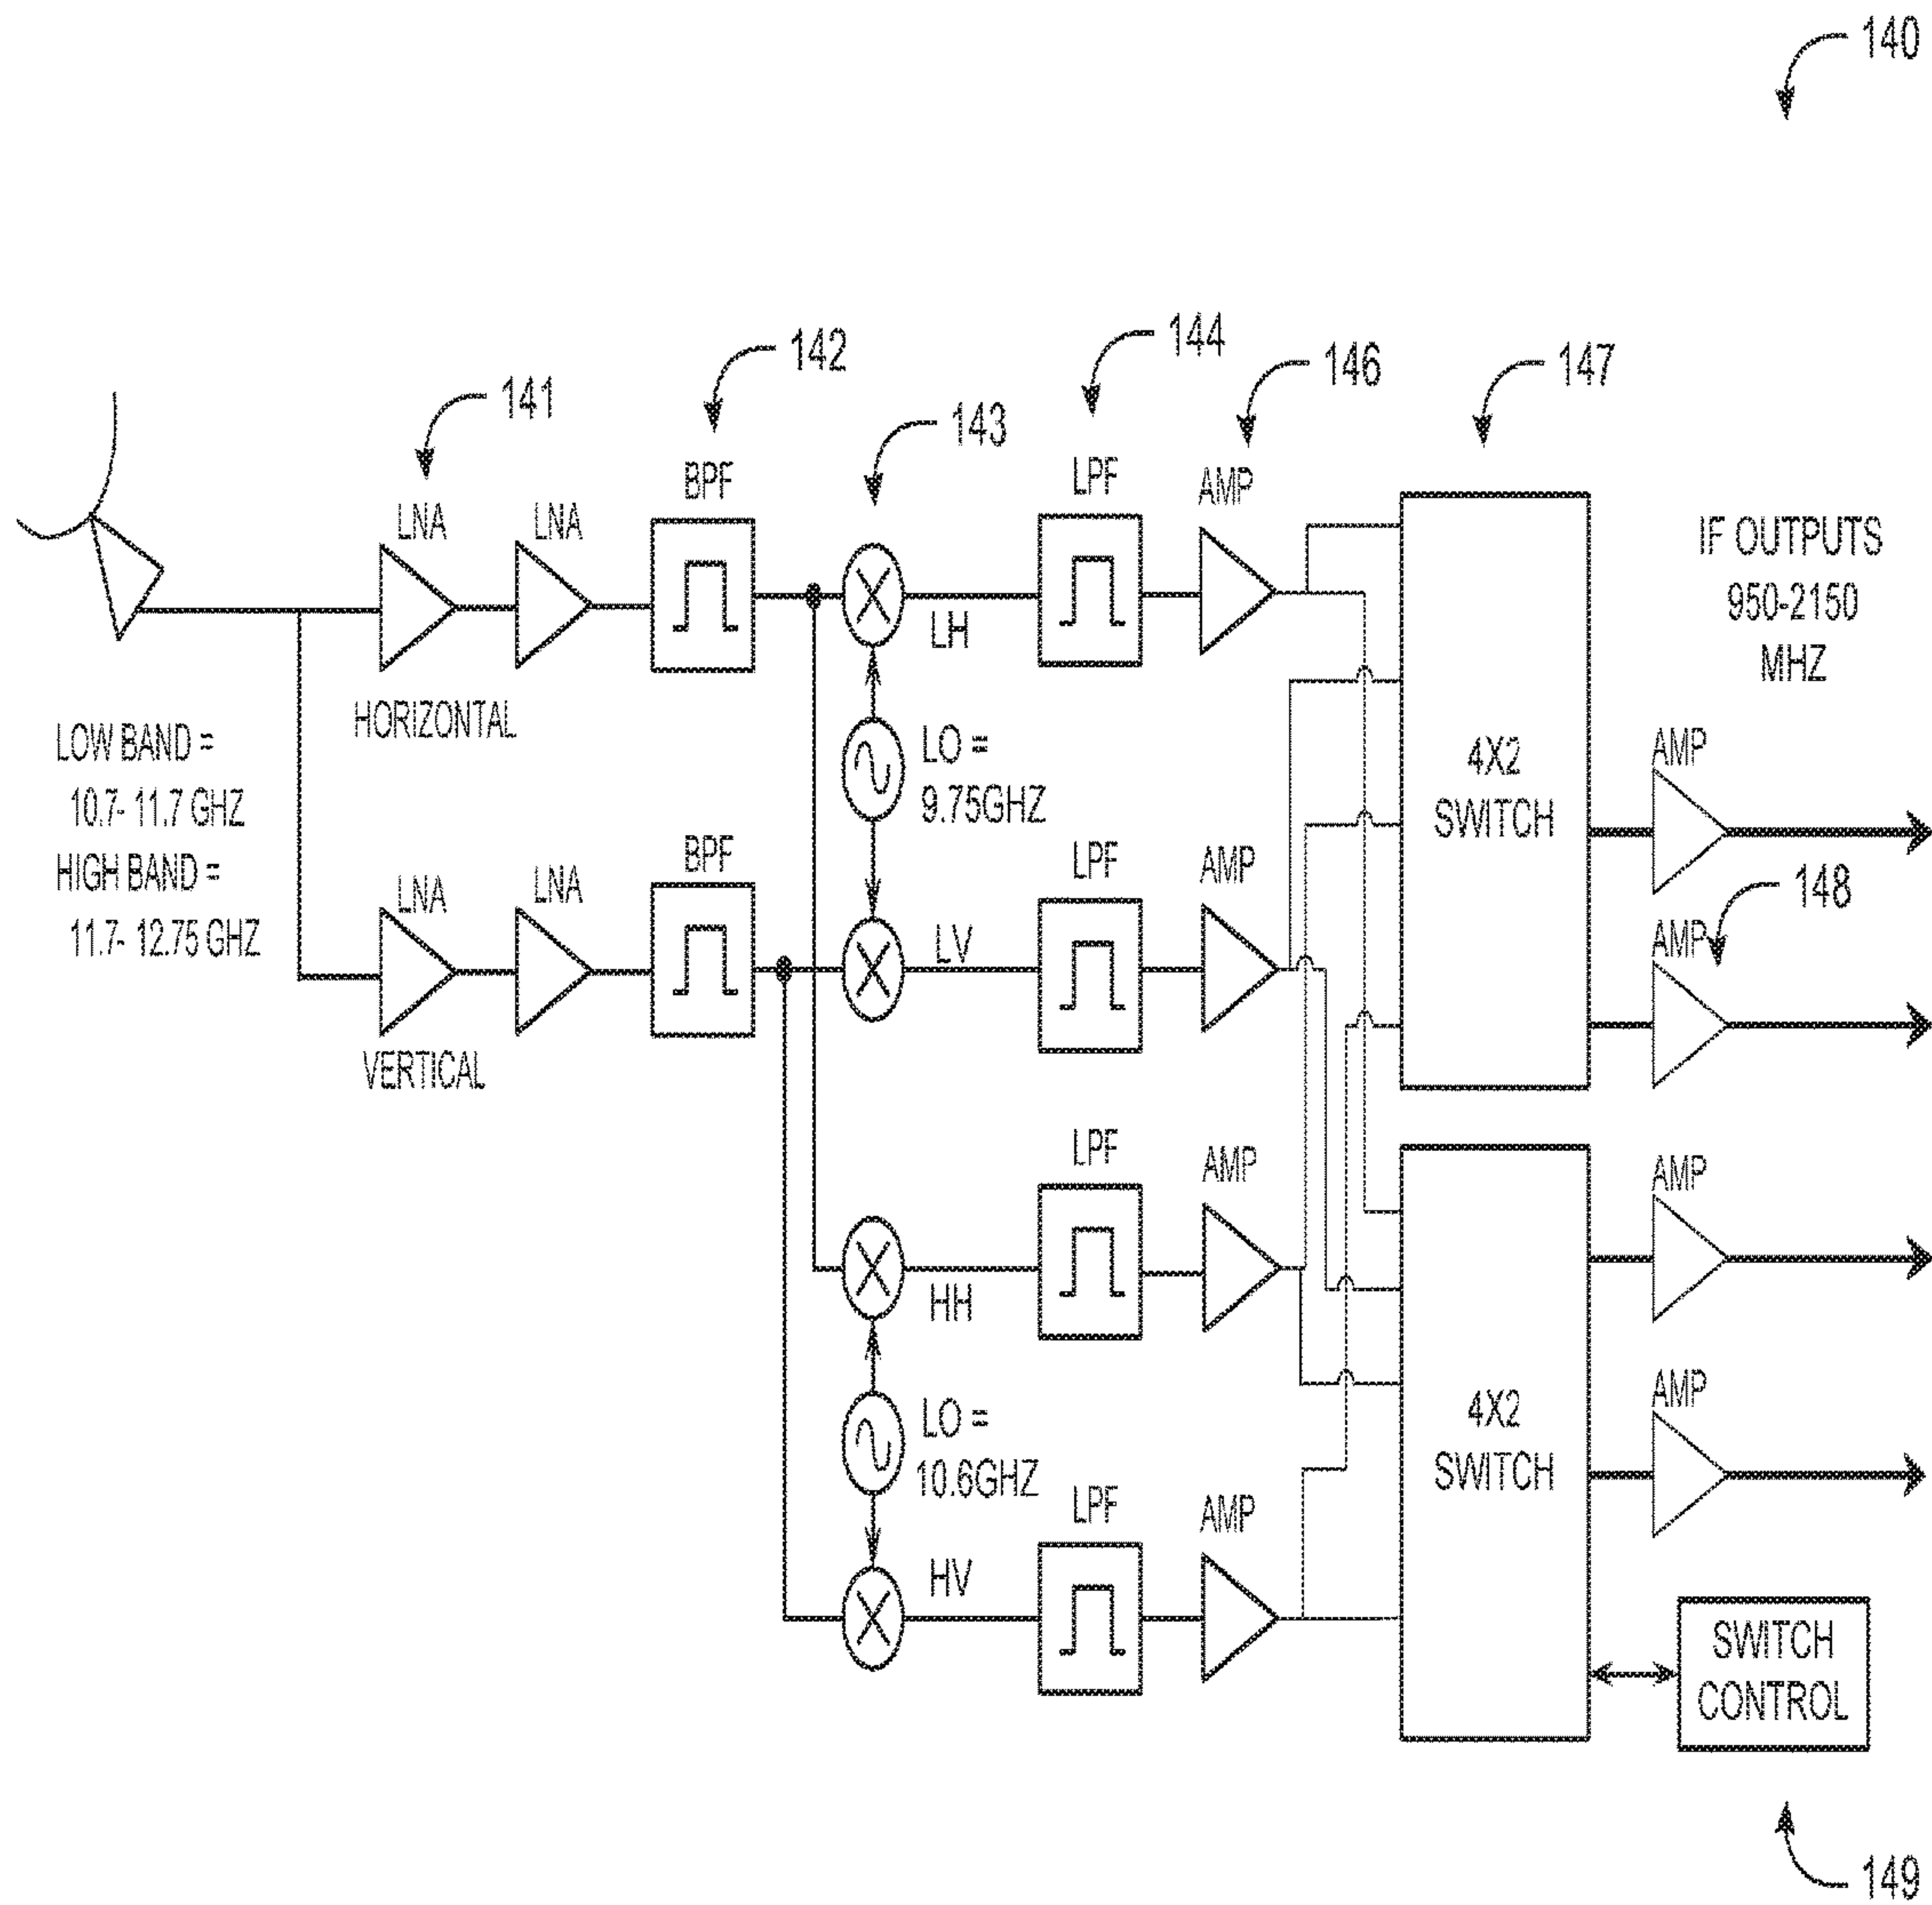 140
141
142
143
144
146
147
LNA
LNA
BPF
LPF
AMP
HORIZONTAL
LH
LOW BAND =
10.7- 11.7 GHZ
HIGH BAND =
11.7- 12.75 GHZ
LO =
9.75GHZ
4X2
SWITCH
IF OUTPUTS
950-2150
MHZ
AMP
148
AMP
LNA
LNA
BPF
LV
LPF
AMP
VERTICAL
LPF
AMP
HH
LO =
10.6GHZ
HV
LPF
AMP
4X2
SWITCH
AMP
AMP
SWITCH
CONTROL
149